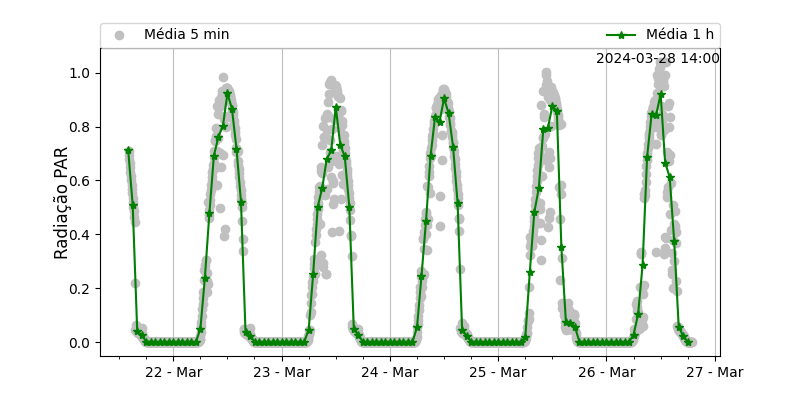 Média 5 min
Média 1 h
2024-03-28 14:00
Radiação PAR
1.0
0.8
0.6
0.4
0.2
0.0
22 - Mar
23 - Mar
24 - Mar
25 - Mar
26 - Mar
27 - Mar